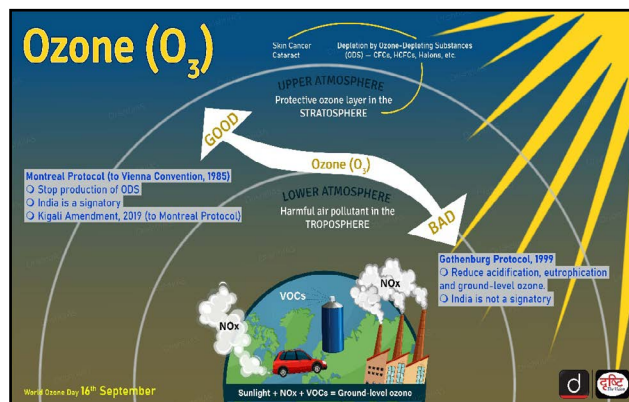 Ozone (O3)
Skin Cancer
Cataract
Depletion by Ozone-Depleting Substances
(ODS) — CFCs, HCFCs, Halons, etc.
UPPER ATMOSPHERE
Protective ozone layer in the
STRATOSPHERE
GOOD
Ozone (O3)
BAD
LOWER ATMOSPHERE
Harmful air pollutant in the
TROPOSPHERE
Montreal Protocol (to Vienna Convention, 1985)
Stop production of ODS
India is a signatory
Kigali Amendment, 2019 (to Montreal Protocol)
Gothenburg Protocol, 1999
Reduce acidification, eutrophication
and ground-level ozone.
India is not a signatory
NOx
VOCs
NOx
Sunlight + NOx + VOCs = Ground-level ozone
World Ozone Day 16th September
d
दृष्टि